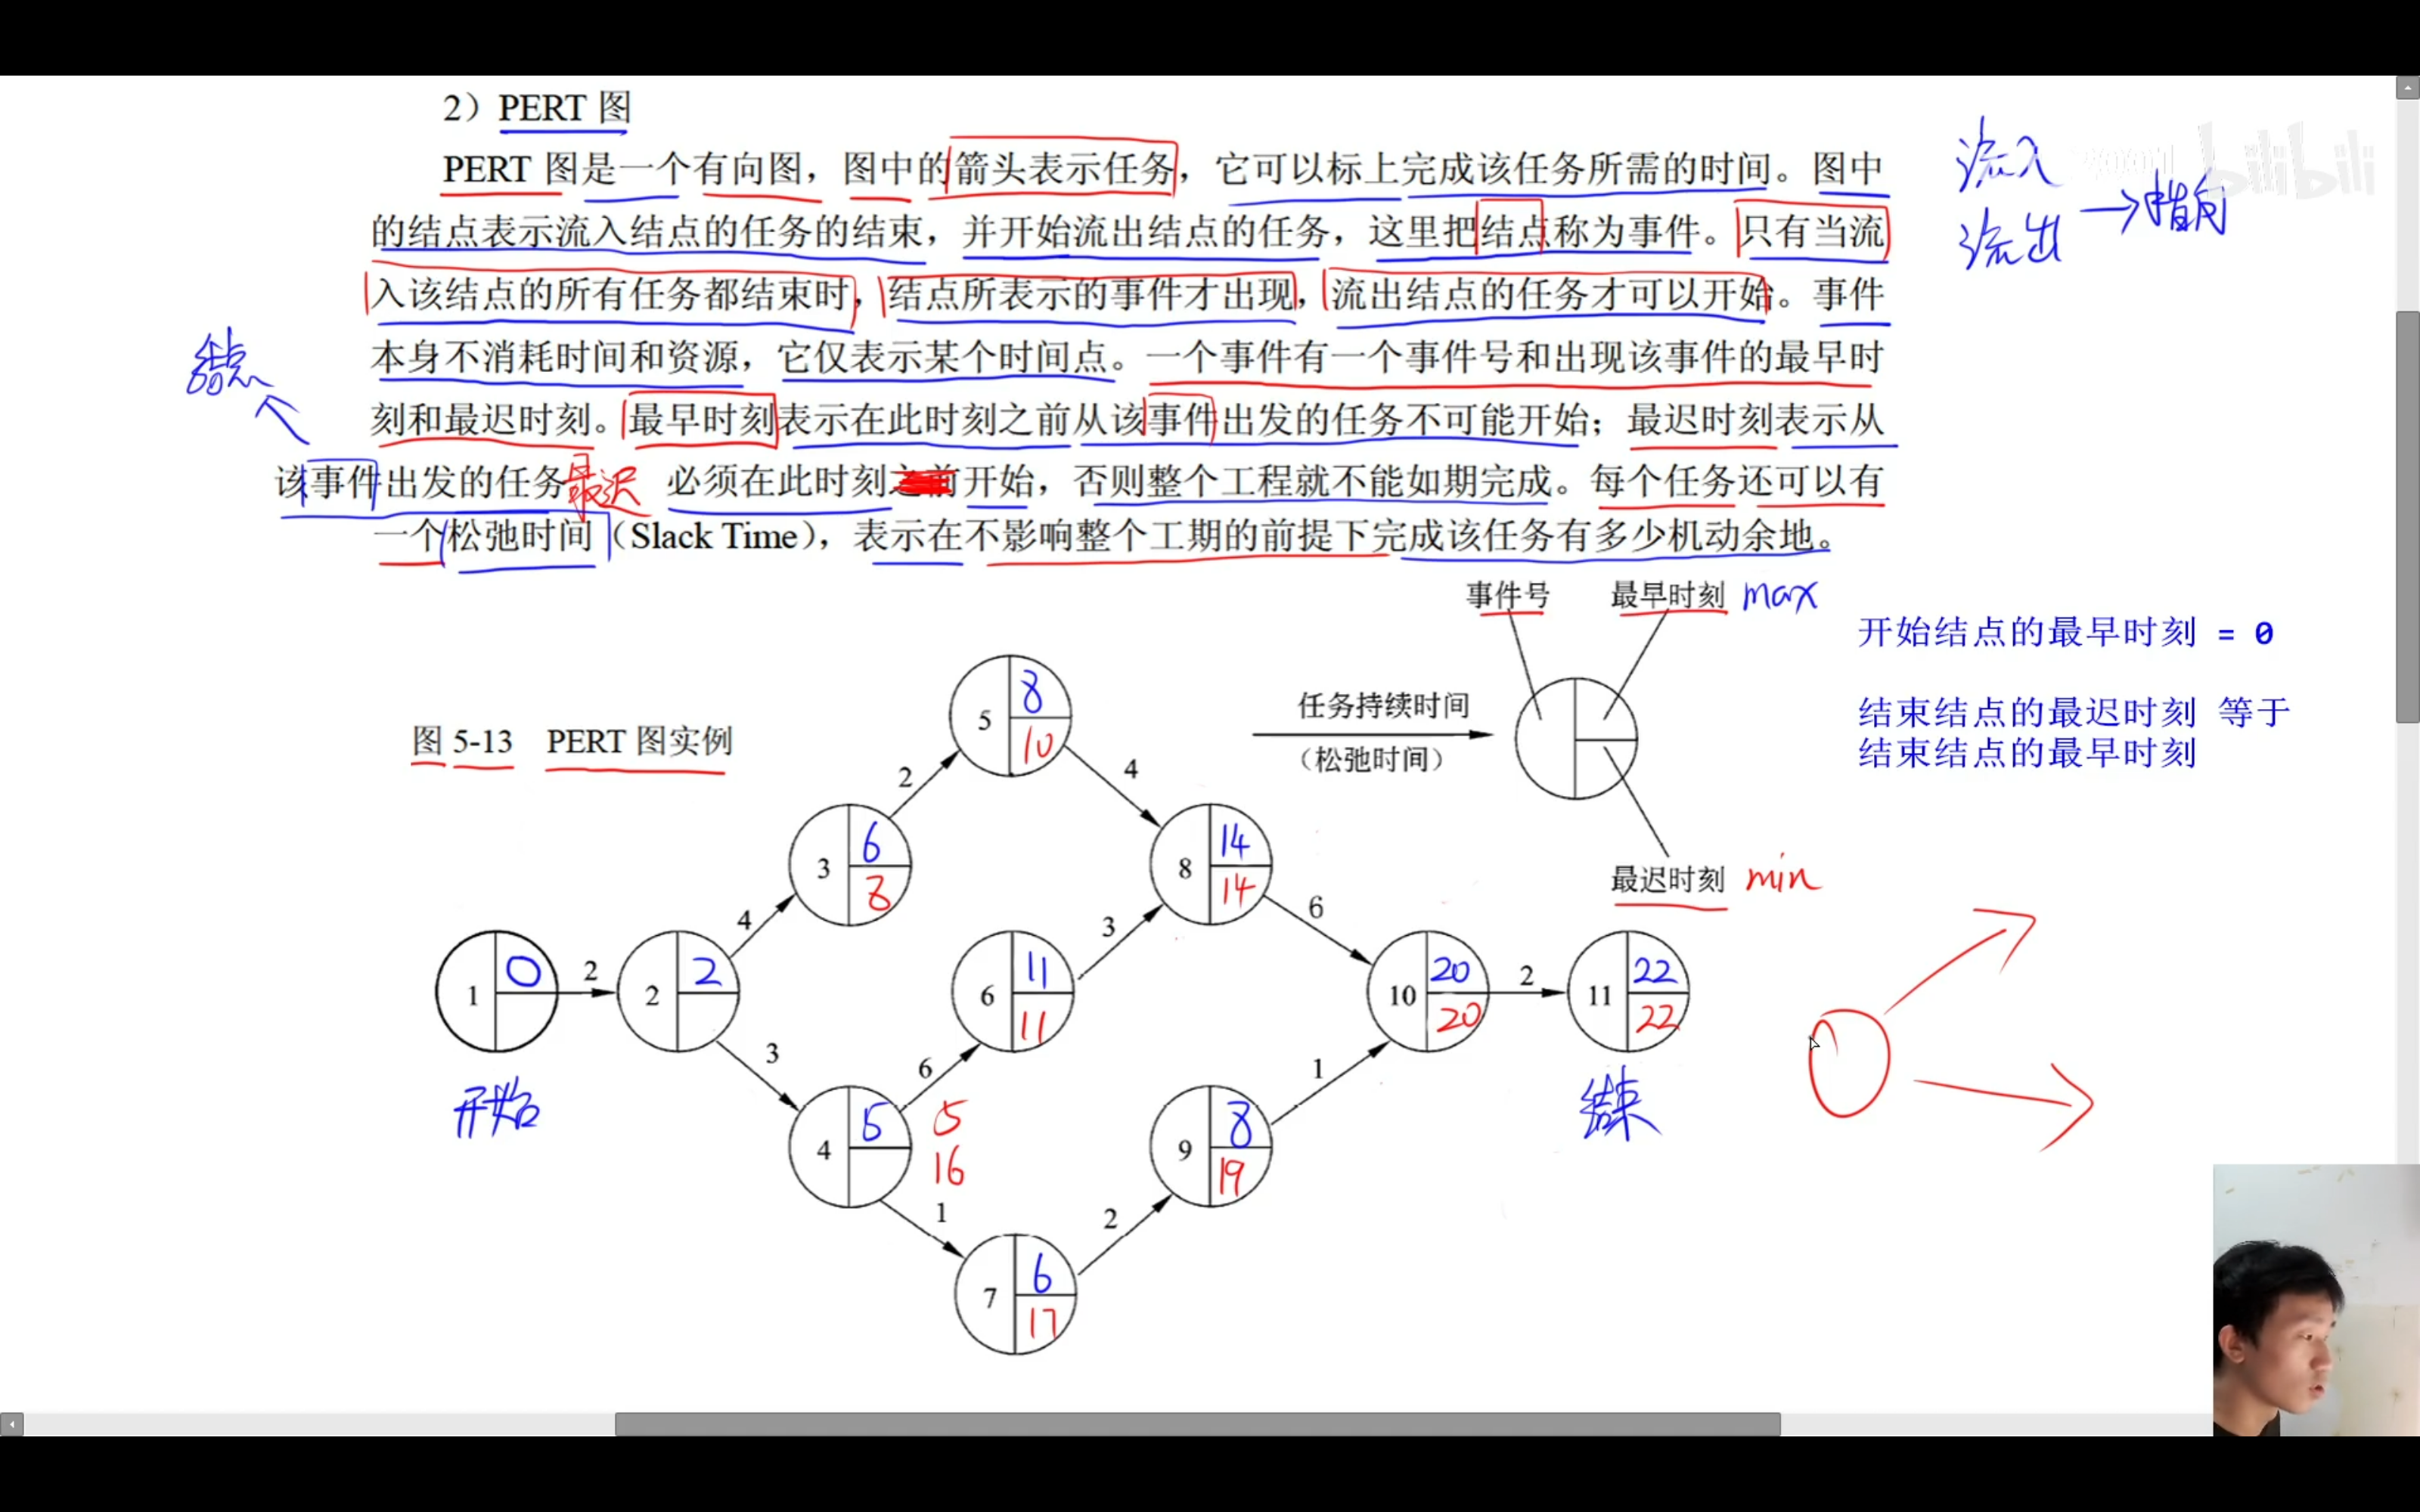 2）PERT 图
PERT 图是一个有向图，图中的箭头表示任务，它可以标上完成该任务所需的时间。图中
的结点表示流入结点的任务的结束，并开始流出结点的任务，这里把结点称为事件。只有当流
入该结点的所有任务都结束时，结点所表示的事件才出现，流出结点的任务才可以开始。事件
本身不消耗时间和资源，它仅表示某个时间点。一个事件有一个事件号和出现该事件的最早时
刻和最迟时刻。最早时刻表示在此时刻之前从该事件出发的任务不可能开始；最迟时刻表示从
该事件出发的任务最迟 必须在此时刻之前开始，否则整个工程就不能如期完成。每个任务还可以有
一个松弛时间（Slack Time），表示在不影响整个工期的前提下完成该任务有多少机动余地。
流入
流出 →指向
bilibili
结点
事件号 最早时刻 max
任务持续时间
（松弛时间）
最迟时刻 min
开始结点的最早时刻 = 0
结束结点的最迟时刻 等于
结束结点的最早时刻
图 5-13 PERT 图实例
5 8
10
2
4
3 6
8
8 14
14
4
3
6
1 0
2
2 2
6 11
11
10 20
20
2
11 22
22
3
6
1
开始
结束
4 5
5
16
9 8
19
1
2
7 6
17